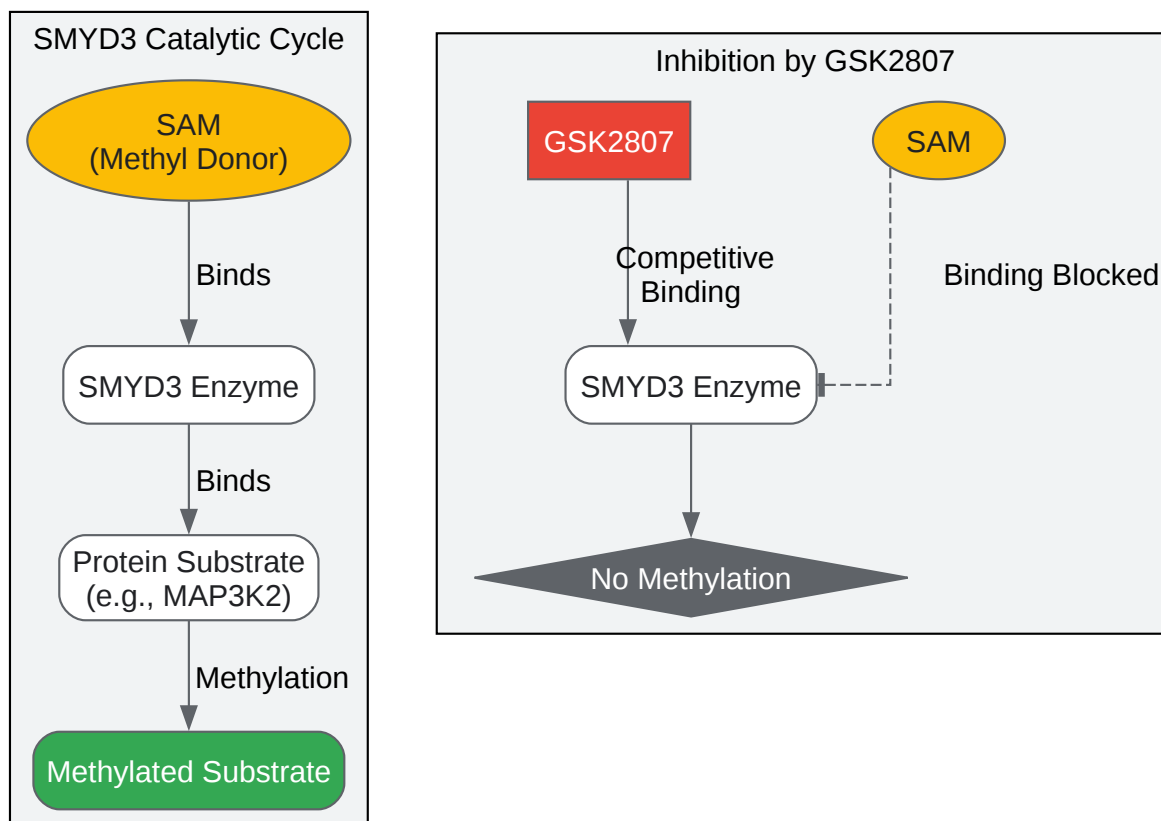 SMYD3 Catalytic Cycle
SAM
(Methyl Donor)
Binds
SMYD3 Enzyme
Binds
Protein Substrate
(e.g., MAP3K2)
Methylation
Methylated Substrate
Inhibition by GSK2807
GSK2807
SAM
Competitive
Binding
Binding Blocked
SMYD3 Enzyme
No Methylation